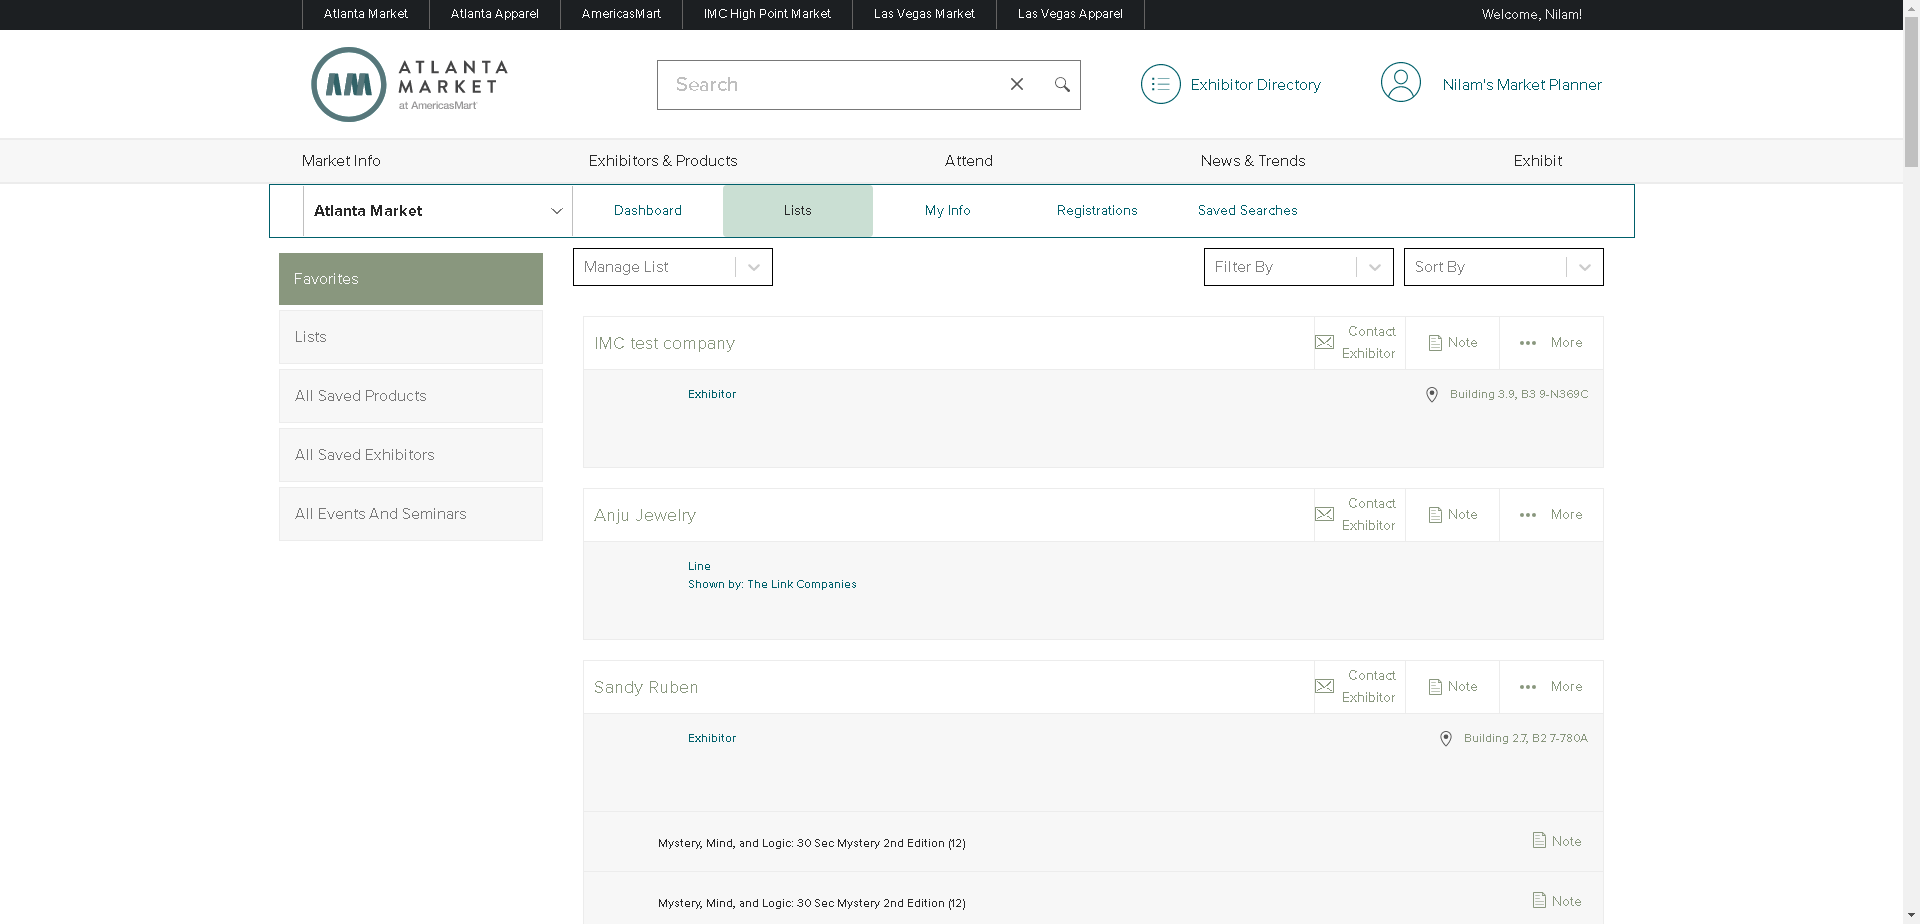 Atlanta Market
Atlanta Apparel
AmericasMart
IMC High Point Market
Las Vegas Market
Las Vegas Apparel
Welcome, Nilam!
AM
ATLANTA
MARKET
at AmericasMart
Search
Exhibitor Directory
Nilam's Market Planner
Market Info
Exhibitors & Products
Attend
News & Trends
Exhibit
Atlanta Market
Dashboard
Lists
My Info
Registrations
Saved Searches
Favorites
Lists
All Saved Products
All Saved Exhibitors
All Events And Seminars
Manage List
Filter By
Sort By
IMC test company
Contact
Exhibitor
Note
More
Exhibitor
Building 3.9, B3 9-N369C
Anju Jewelry
Contact
Exhibitor
Note
More
Line
Shown by: The Link Companies
Sandy Ruben
Contact
Exhibitor
Note
More
Exhibitor
Building 2.7, B2 7-780A
Mystery, Mind, and Logic: 30 Sec Mystery 2nd Edition (12)
Note
Mystery, Mind, and Logic: 30 Sec Mystery 2nd Edition (12)
Note